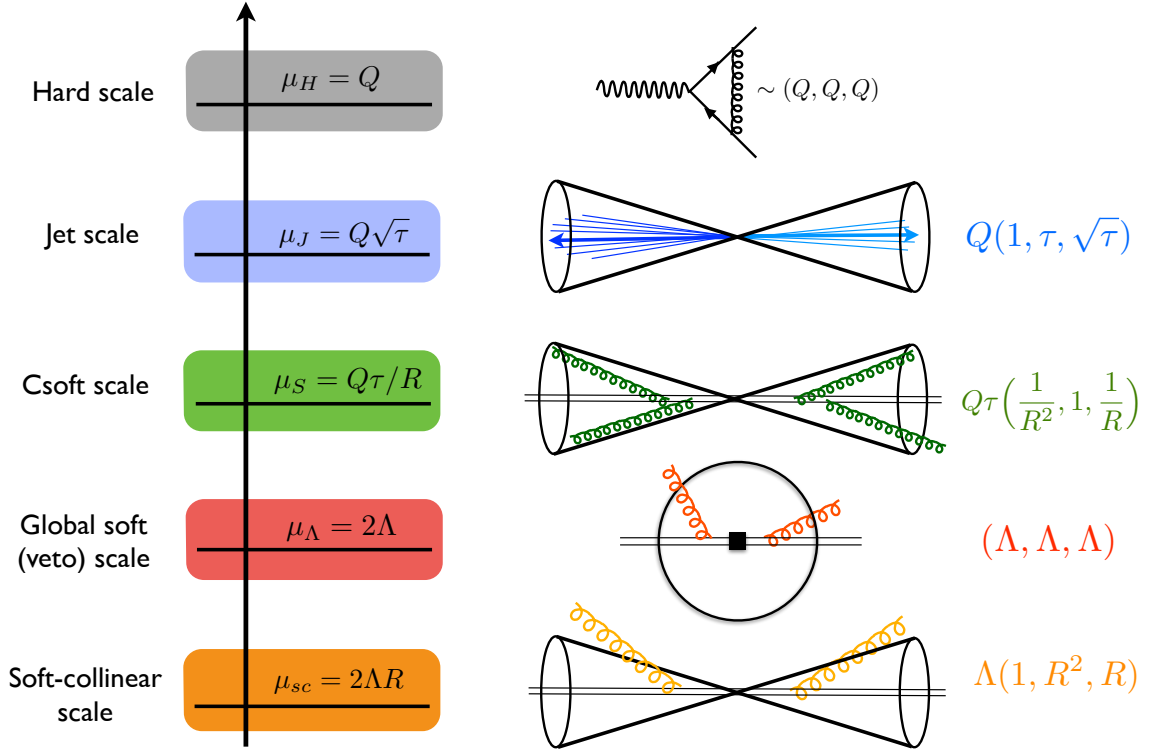 Hard scale
μ_H = Q
∼ (Q, Q, Q)
Jet scale
μ_J = Q√τ
Q(1, τ, √τ)
Csoft scale
μ_S = Qτ/R
Qτ(1/R², 1, 1/R)
Global soft
(veto) scale
μ_Λ = 2Λ
(Λ, Λ, Λ)
Soft-collinear
scale
μ_sc = 2ΛR
Λ(1, R², R)